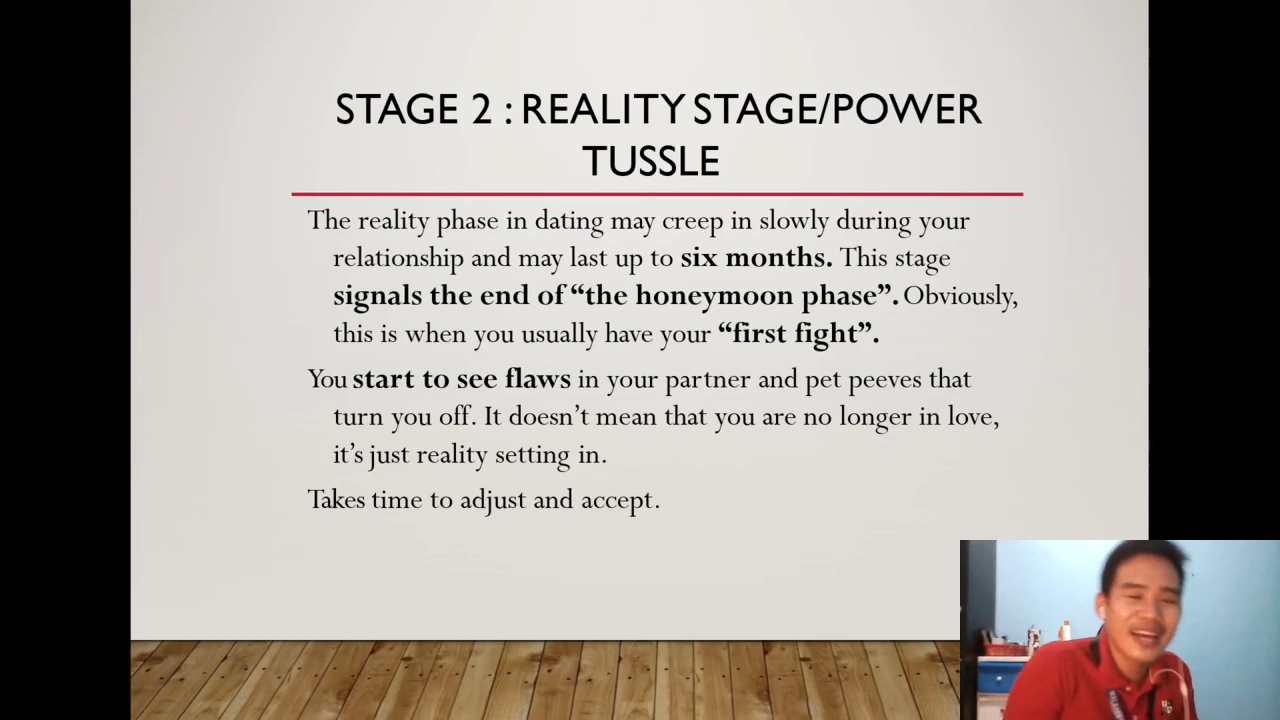 STAGE 2 : REALITY STAGE/POWER
TUSSLE
The reality phase in dating may creep in slowly during your
relationship and may last up to six months. This stage
signals the end of “the honeymoon phase”. Obviously,
this is when you usually have your “first fight”.
You start to see flaws in your partner and pet peeves that
turn you off. It doesn’t mean that you are no longer in love,
it’s just reality setting in.
Takes time to adjust and accept.